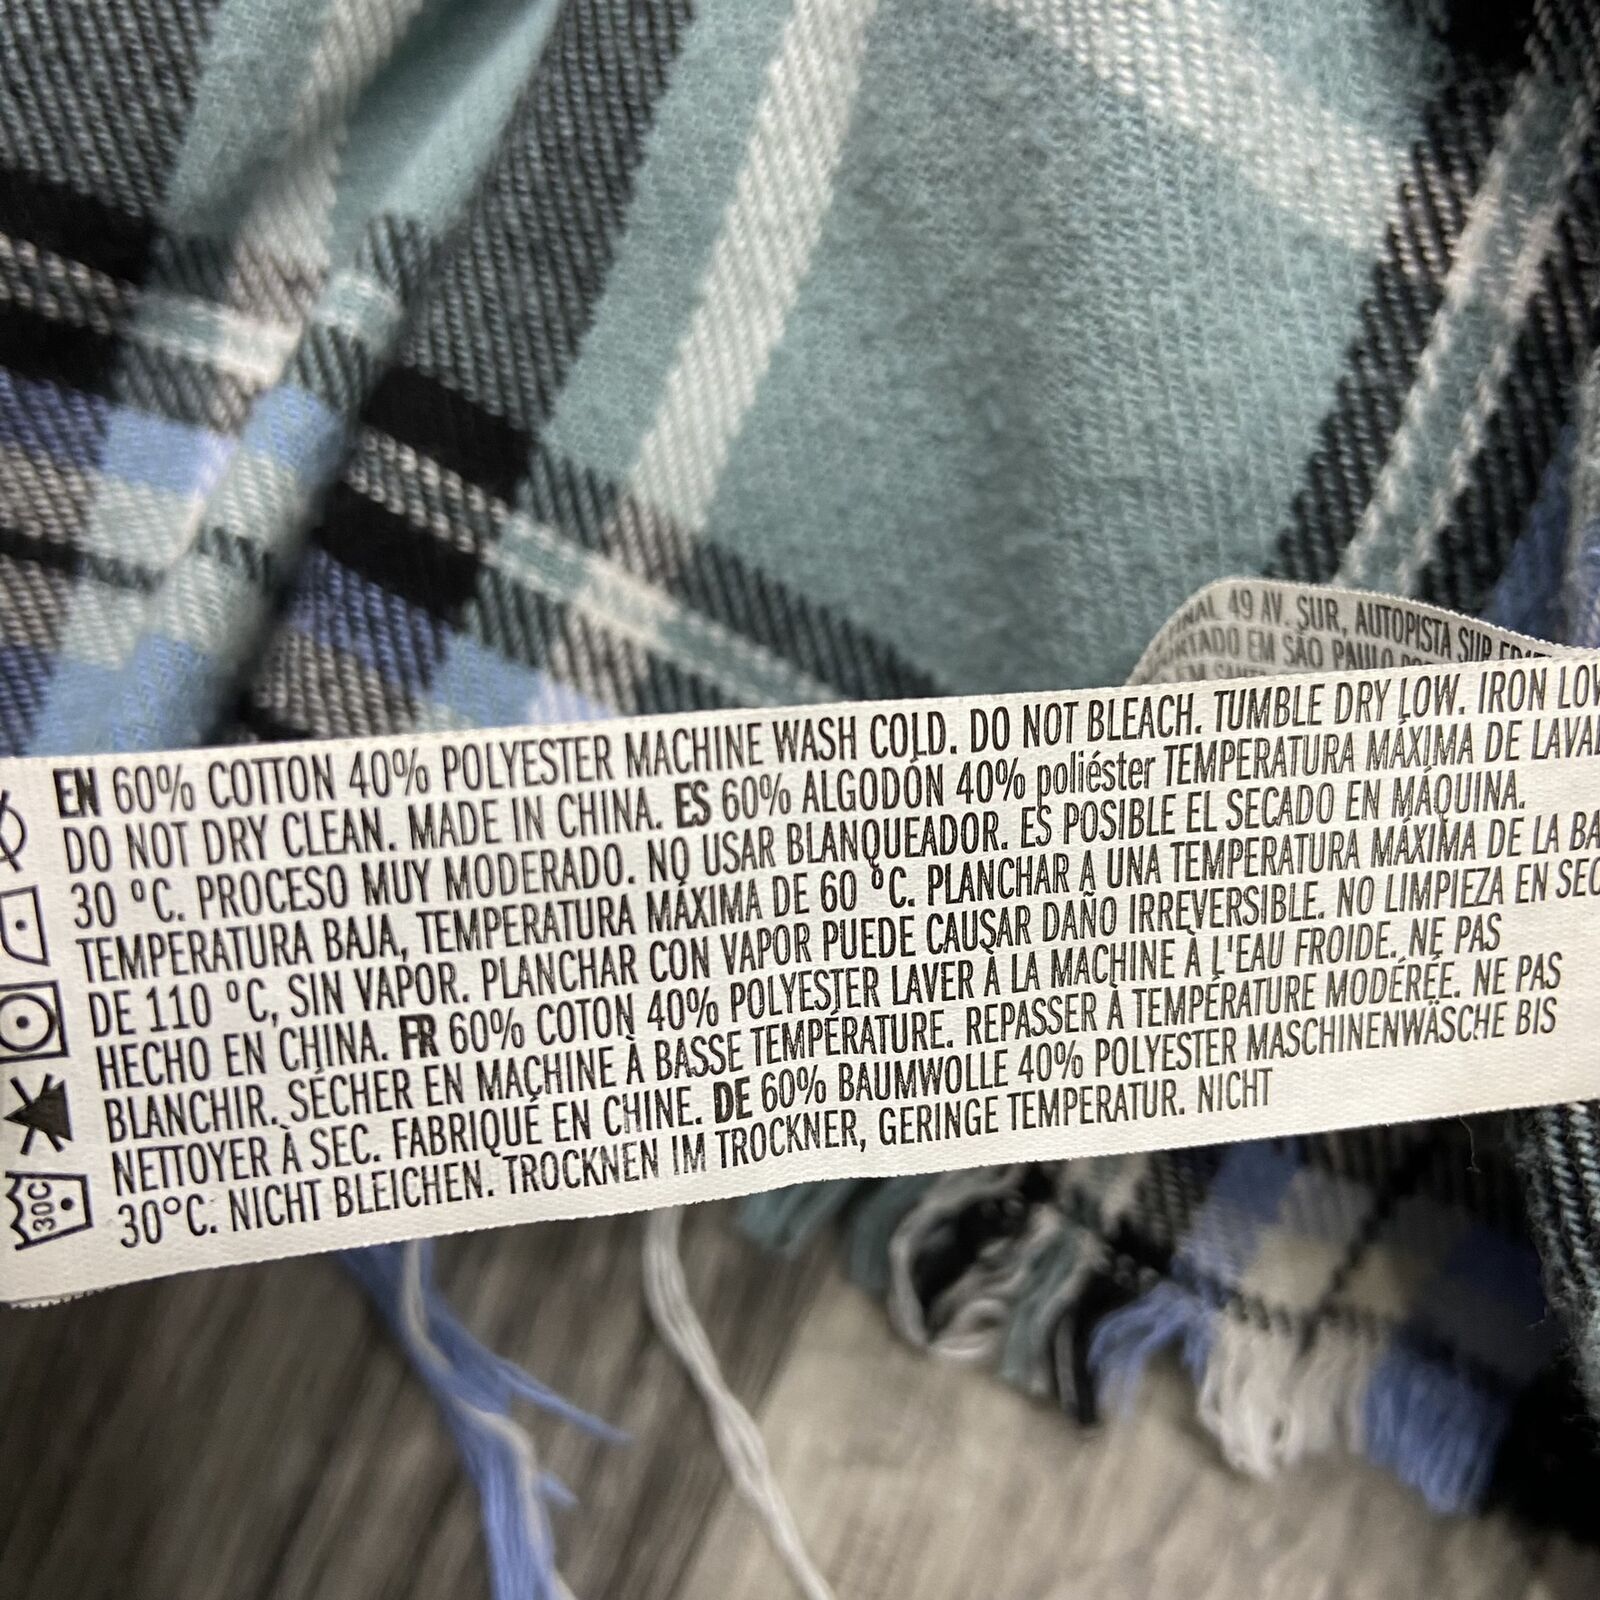 49 AV. SUR, AUTOPISTA SUR
EM SÃO PAULO
EN 60% COTTON 40% POLYESTER MACHINE WASH COLD. DO NOT BLEACH. TUMBLE DRY LOW. IRON
DO NOT DRY CLEAN. MADE IN CHINA. ES 60% ALGODÓN 40% poliéster TEMPERATURA MÁXIMA DE
30 °C. PROCESO MUY MODERADO. NO USAR BLANQUEADOR. ES POSIBLE EL SECADO EN MÁQUINA.
TEMPERATURA BAJA, TEMPERATURA MÁXIMA DE 60 °C. PLANCHAR A UNA TEMPERATURA MÁXIMA DE LA
DE 110 °C, SIN VAPOR. PLANCHAR CON VAPOR PUEDE CAUSAR DAÑO IRREVERSIBLE. NO LIMPIEZA EN
HECHO EN CHINA. FR 60% COTON 40% POLYESTER LAVER À LA MACHINE À L'EAU FROIDE. NE PAS
BLANCHIR. SÉCHER EN MACHINE À BASSE TEMPÉRATURE. REPASSER À TEMPÉRATURE MODÉRÉE. NE PAS
NETTOYER À SEC. FABRIQUÉ EN CHINE. DE 60% BAUMWOLLE 40% POLYESTER MASCHINENWÄSCHE BIS
30°C. NICHT BLEICHEN. TROCKNEN IM TROCKNER, GERINGE TEMPERATUR. NICHT
30C